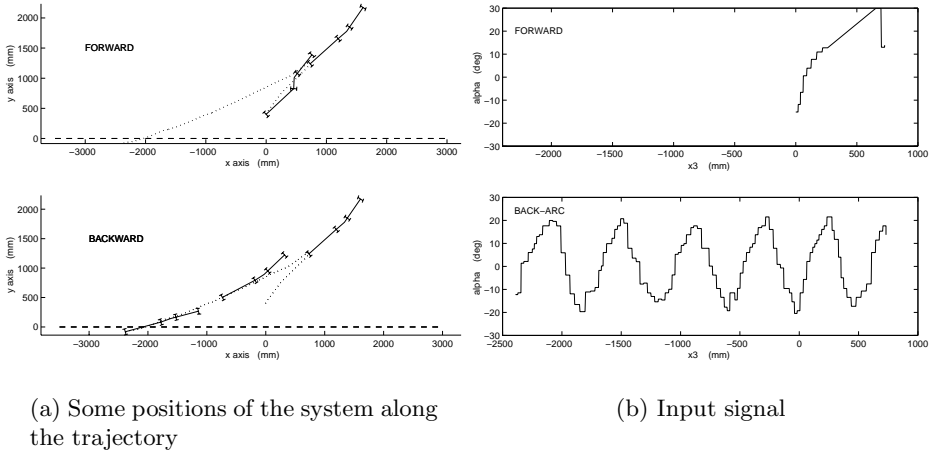 2000
1500
1000
500
0
y axis (mm)
FORWARD
−3000 −2000 −1000 0 1000 2000 3000
x axis (mm)
30
20
10
0
−10
−20
−30
alpha (deg)
FORWARD
−2000 −1500 −1000 −500 0 500 1000
x3 (mm)
2000
1500
1000
500
0
y axis (mm)
BACKWARD
−3000 −2000 −1000 0 1000 2000 3000
x axis (mm)
30
20
10
0
−10
−20
−30
alpha (deg)
BACK−ARC
−2500 −2000 −1500 −1000 −500 0 500 1000
x3 (mm)
(a) Some positions of the system along
the trajectory
(b) Input signal